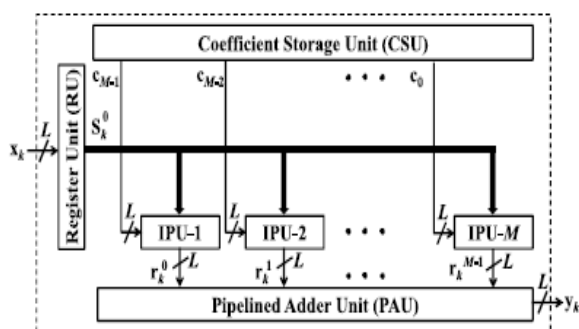 Coefficient Storage Unit (CSU)
Register Unit (RU)
c_{M-1} c_{M-2} • • • c_0
L
x_k
S_k^0
L IPU-1 L IPU-2 • • • L IPU-M
r_k^0 L r_k^1 L • • • r_k^{M-1} L
Pipelined Adder Unit (PAU)
L
y_k